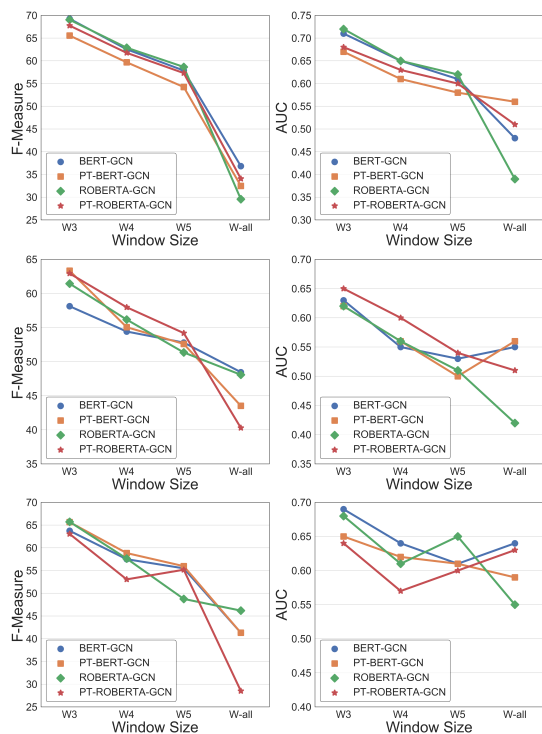 70
65
60
55
50
45
40
35
30
25
F-Measure
BERT-GCN
PT-BERT-GCN
ROBERTA-GCN
PT-ROBERTA-GCN
W3 W4 W5 W-all
Window Size
0.75
0.70
0.65
0.60
0.55
0.50
0.45
0.40
0.35
0.30
AUC
BERT-GCN
PT-BERT-GCN
ROBERTA-GCN
PT-ROBERTA-GCN
W3 W4 W5 W-all
Window Size
65
60
55
50
45
40
35
F-Measure
BERT-GCN
PT-BERT-GCN
ROBERTA-GCN
PT-ROBERTA-GCN
W3 W4 W5 W-all
Window Size
0.70
0.65
0.60
0.55
0.50
0.45
0.40
0.35
AUC
BERT-GCN
PT-BERT-GCN
ROBERTA-GCN
PT-ROBERTA-GCN
W3 W4 W5 W-all
Window Size
70
65
60
55
50
45
40
35
30
25
F-Measure
BERT-GCN
PT-BERT-GCN
ROBERTA-GCN
PT-ROBERTA-GCN
W3 W4 W5 W-all
Window Size
0.70
0.65
0.60
0.55
0.50
0.45
0.40
AUC
BERT-GCN
PT-BERT-GCN
ROBERTA-GCN
PT-ROBERTA-GCN
W3 W4 W5 W-all
Window Size